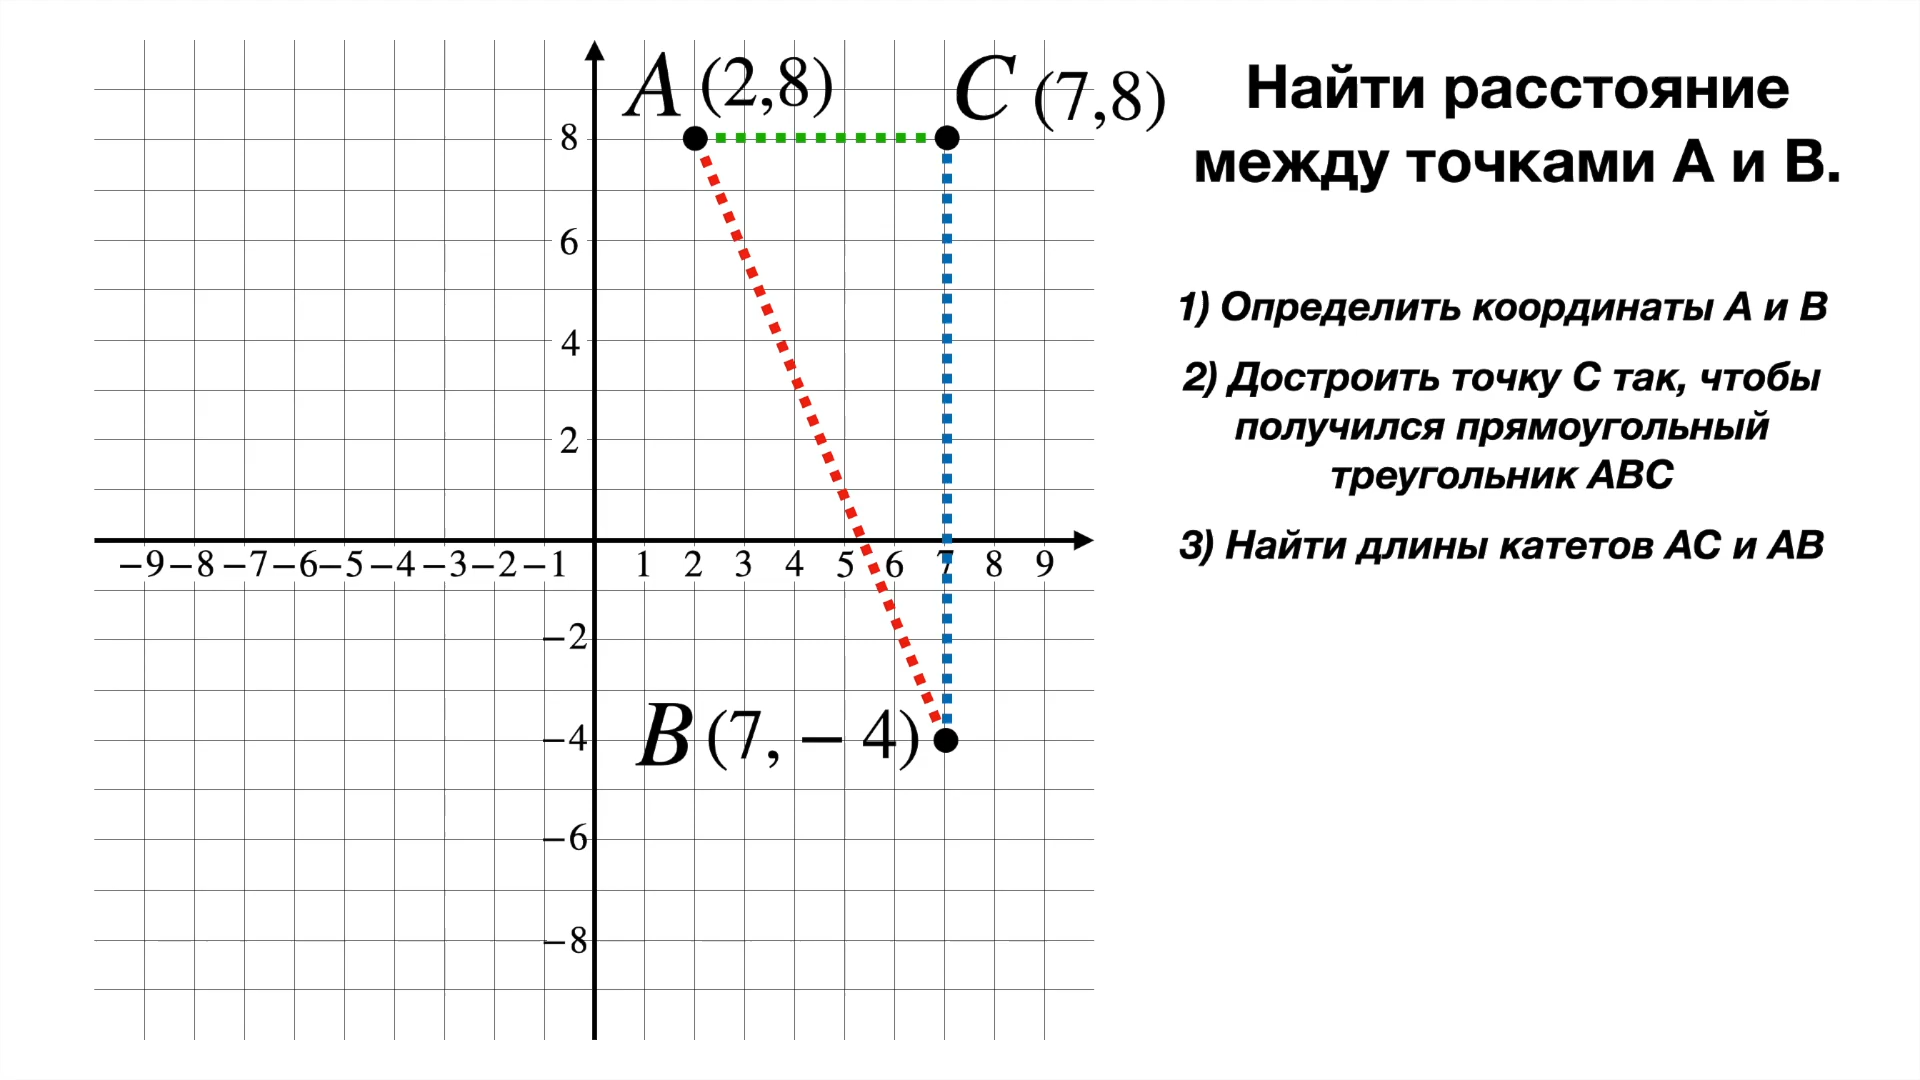 A (2,8)
C (7,8)
8
6
4
2
−9 −8 −7 −6 −5 −4 −3 −2 −1 1 2 3 4 5 6 7 8 9
−2
B (7, − 4)
−4
−6
−8
Найти расстояние
между точками А и В.
1) Определить координаты А и В
2) Достроить точку С так, чтобы
получился прямоугольный
треугольник АВС
3) Найти длины катетов АС и АВ